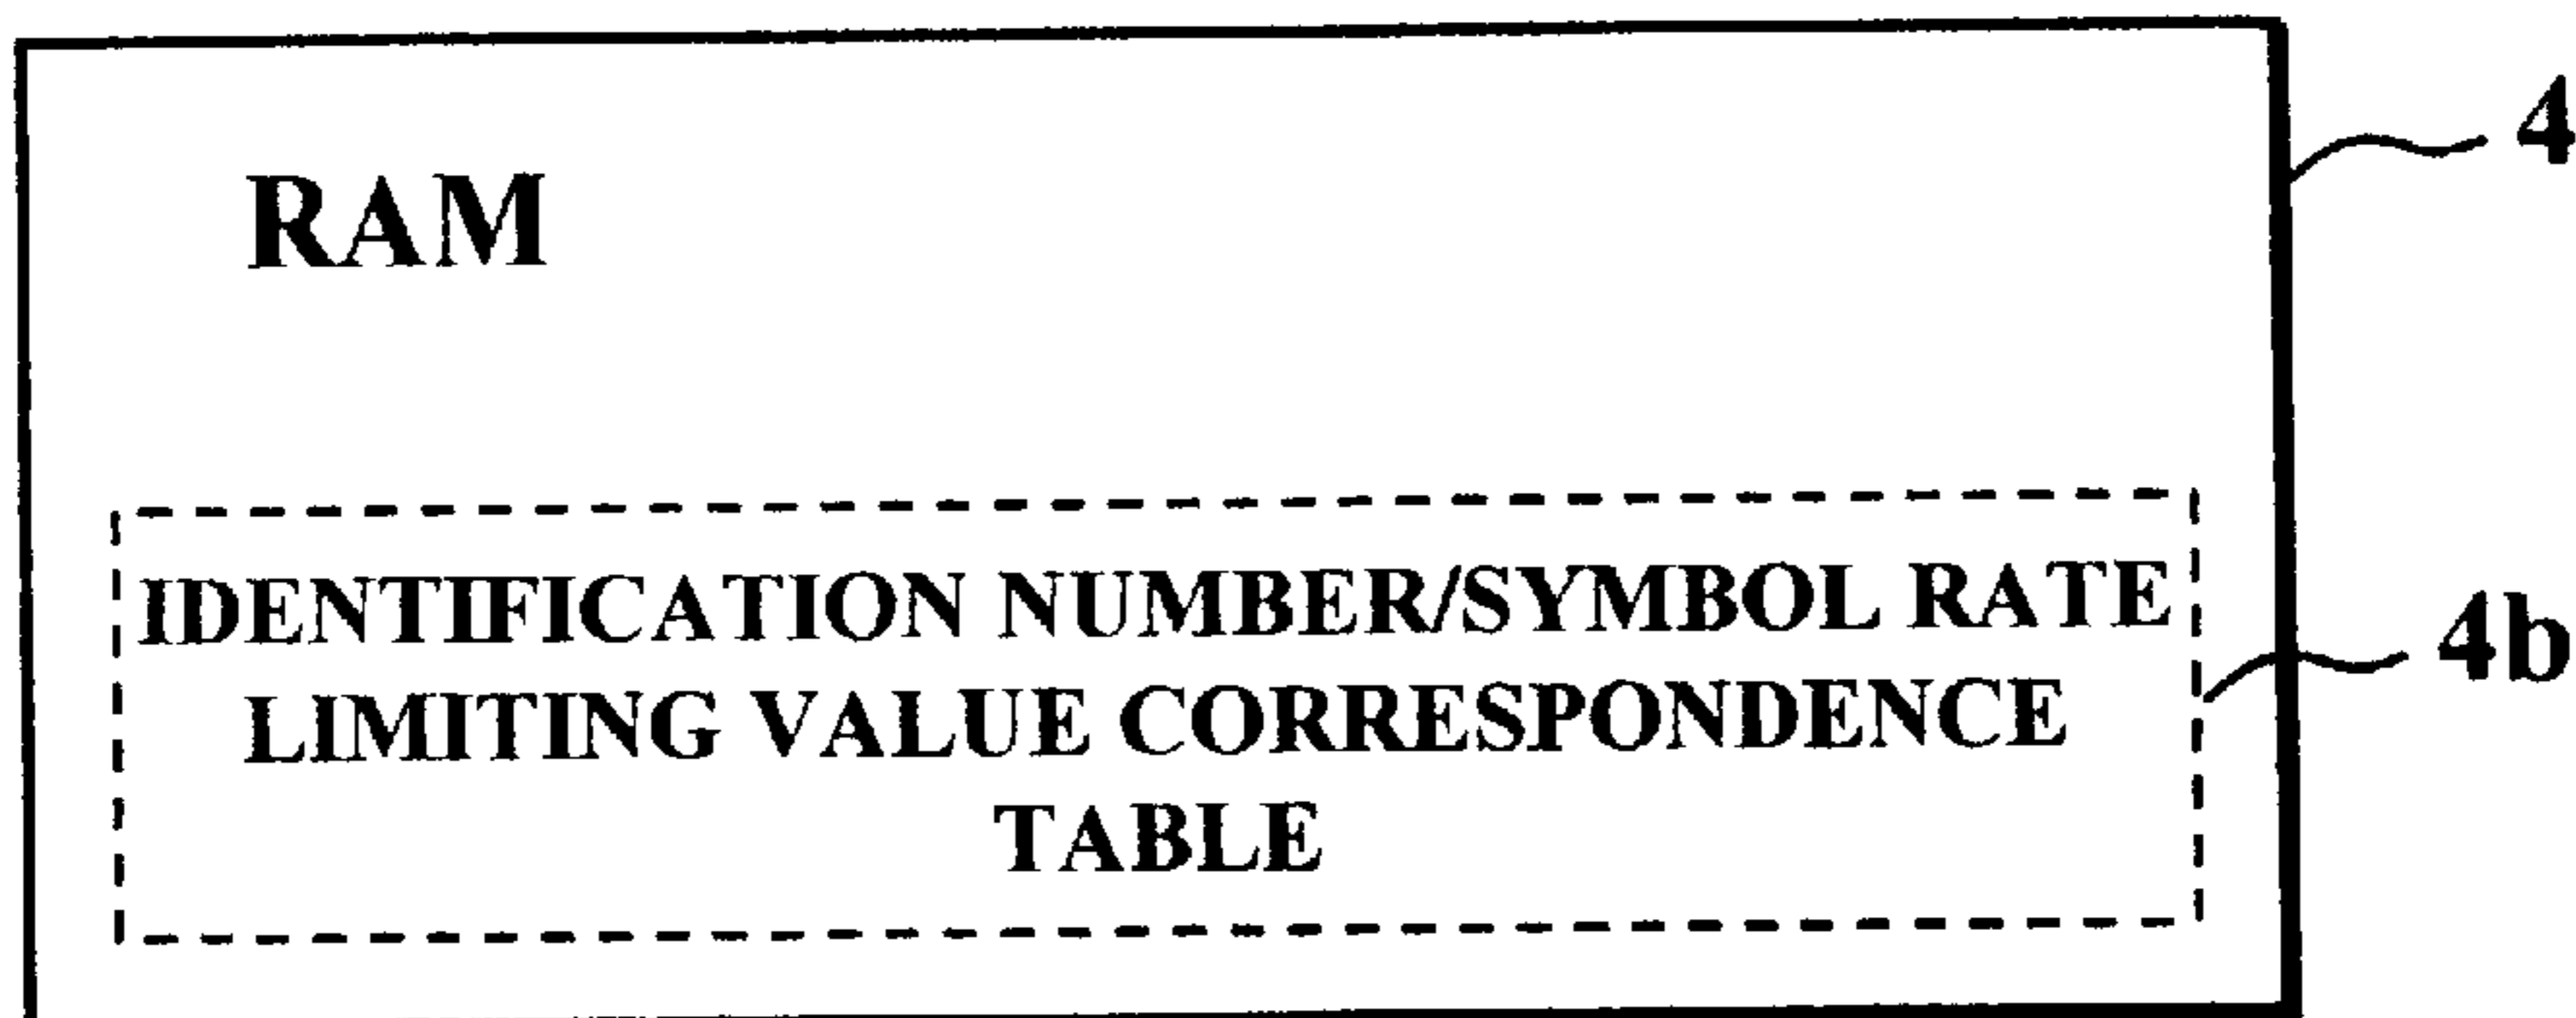 RAM
4
IDENTIFICATION NUMBER/SYMBOL RATE
LIMITING VALUE CORRESPONDENCE
TABLE
4b